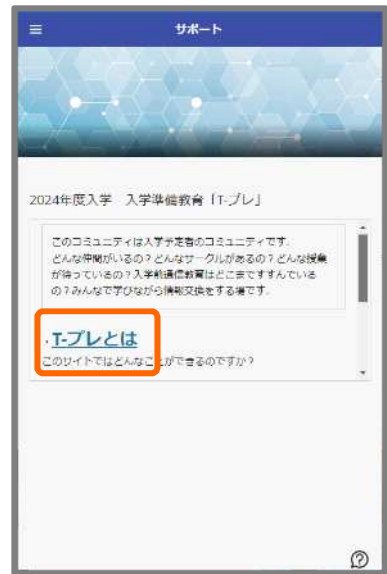 サポート
2024年度入学　入学準備教育「T-プレ」
このコミュニティは入学予定者のコミュニティです.
どんな仲間がいるの？どんなサークルがあるの？どんな授業
が待っているの？入学前通信教育はどこまですすんでいる
の？みんなで学びながら情報交換をする場です.
・T-プレとは
このサイトではどんなことができるのですか？